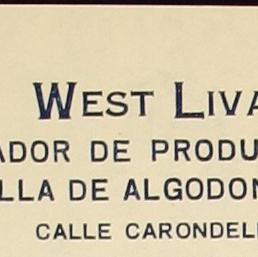 WEST LIVA
ADOR DE PRODU
LLA DE ALGODON
CALLE CARONDEL